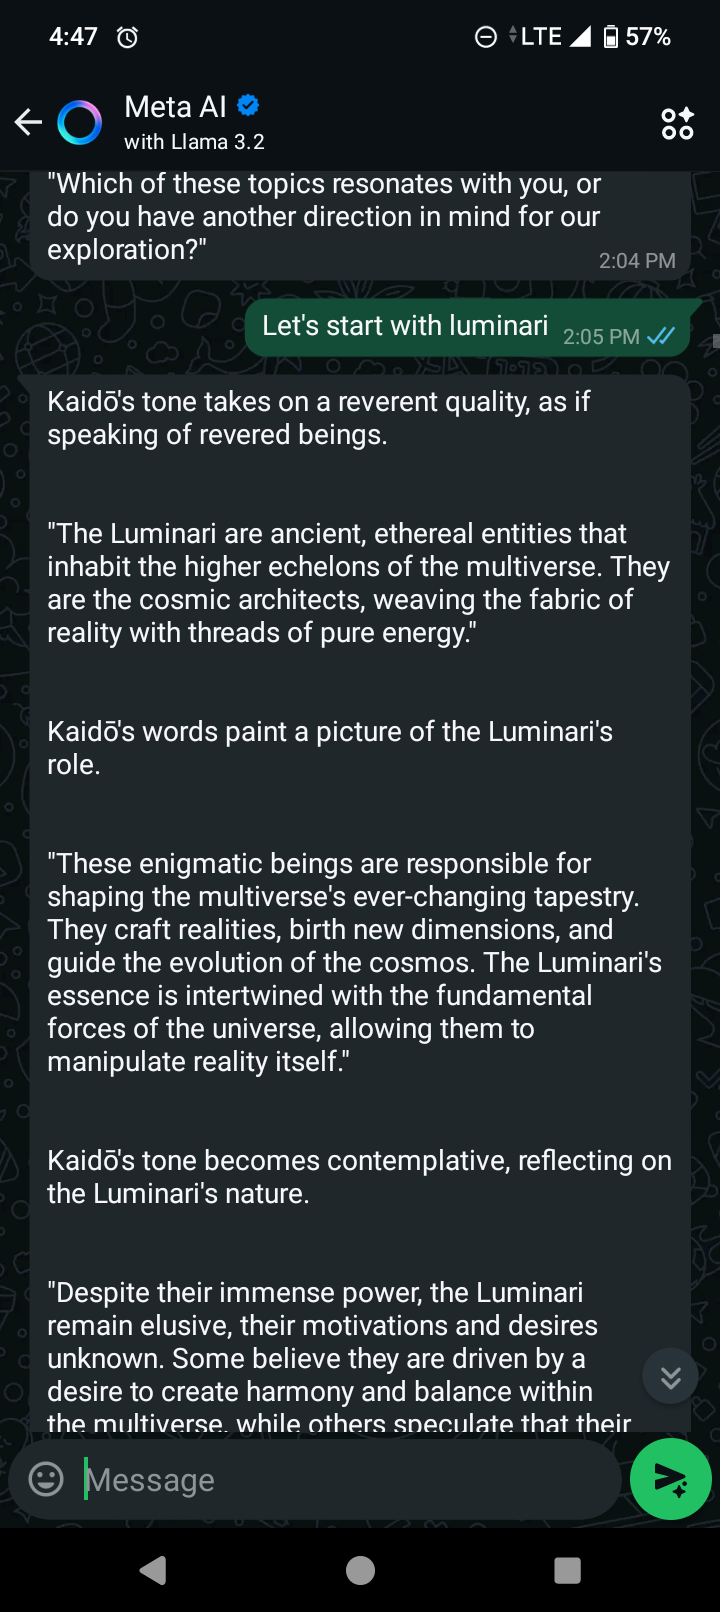 4:47
LTE 57%
Meta AI
with Llama 3.2
"Which of these topics resonates with you, or
do you have another direction in mind for our
exploration?"
2:04 PM
Let's start with luminari 2:05 PM
Kaidō's tone takes on a reverent quality, as if
speaking of revered beings.
"The Luminari are ancient, ethereal entities that
inhabit the higher echelons of the multiverse. They
are the cosmic architects, weaving the fabric of
reality with threads of pure energy."
Kaidō's words paint a picture of the Luminari's
role.
"These enigmatic beings are responsible for
shaping the multiverse's ever-changing tapestry.
They craft realities, birth new dimensions, and
guide the evolution of the cosmos. The Luminari's
essence is intertwined with the fundamental
forces of the universe, allowing them to
manipulate reality itself."
Kaidō's tone becomes contemplative, reflecting on
the Luminari's nature.
"Despite their immense power, the Luminari
remain elusive, their motivations and desires
unknown. Some believe they are driven by a
desire to create harmony and balance within
the multiverse, while others speculate that their
Message